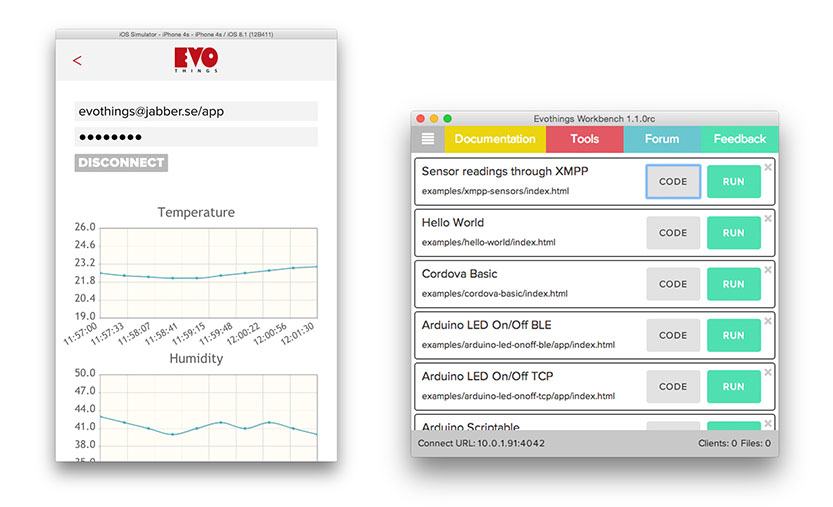 iOS Simulator - iPhone 4s - iPhone 4s / iOS 8.1 (12B411)
<
EVO
THINGS
evothings@jabber.se/app
●●●●●●●●
DISCONNECT
Temperature
26.0
24.6
23.2
21.8
20.4
19.0
11:57:00 11:57:33 11:58:07 11:58:41 11:59:15 11:59:48 12:00:22 12:00:56 12:01:30
Humidity
50.0
47.0
44.0
41.0
38.0
35.0
Evothings Workbench 1.1.0rc
Documentation Tools Forum Feedback
Sensor readings through XMPP
examples/xmpp-sensors/index.html
CODE RUN
Hello World
examples/hello-world/index.html
CODE RUN
Cordova Basic
examples/cordova-basic/index.html
CODE RUN
Arduino LED On/Off BLE
examples/arduino-led-onoff-ble/app/index.html
CODE RUN
Arduino LED On/Off TCP
examples/arduino-led-onoff-tcp/app/index.html
CODE RUN
Arduino Scriptable
Connect URL: 10.0.1.91:4042 Clients: 0 Files: 0